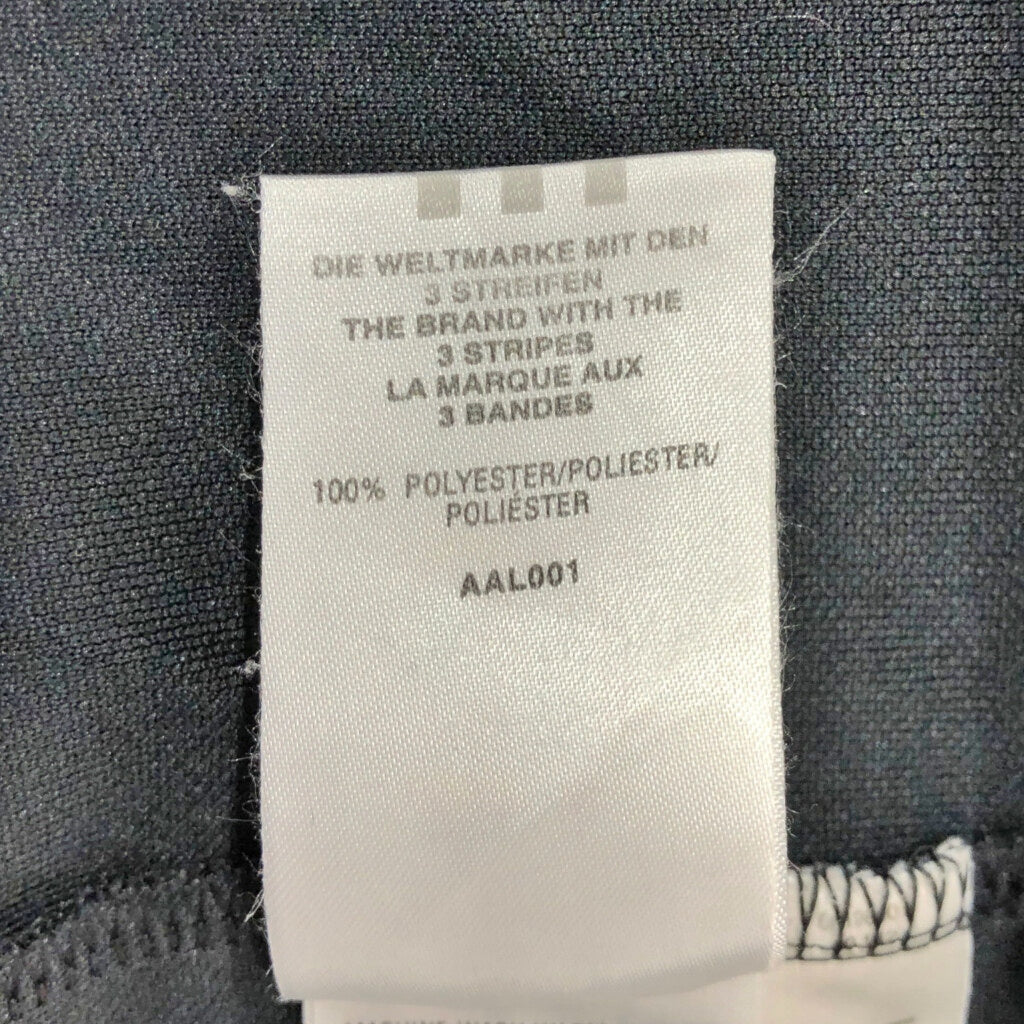 DIE WELTMARKE MIT DEN
3 STREIFEN
THE BRAND WITH THE
3 STRIPES
LA MARQUE AUX
3 BANDES
100% POLYESTER/POLIESTER/
POLIÉSTER
AAL001